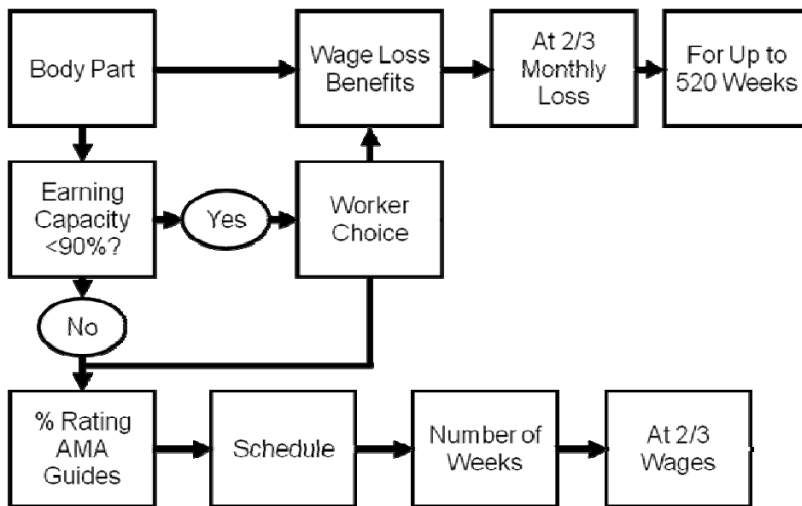 Body Part
Wage Loss
Benefits
At 2/3
Monthly
Loss
For Up to
520 Weeks
Earning
Capacity
<90%?
Yes
Worker
Choice
No
% Rating
AMA
Guides
Schedule
Number of
Weeks
At 2/3
Wages